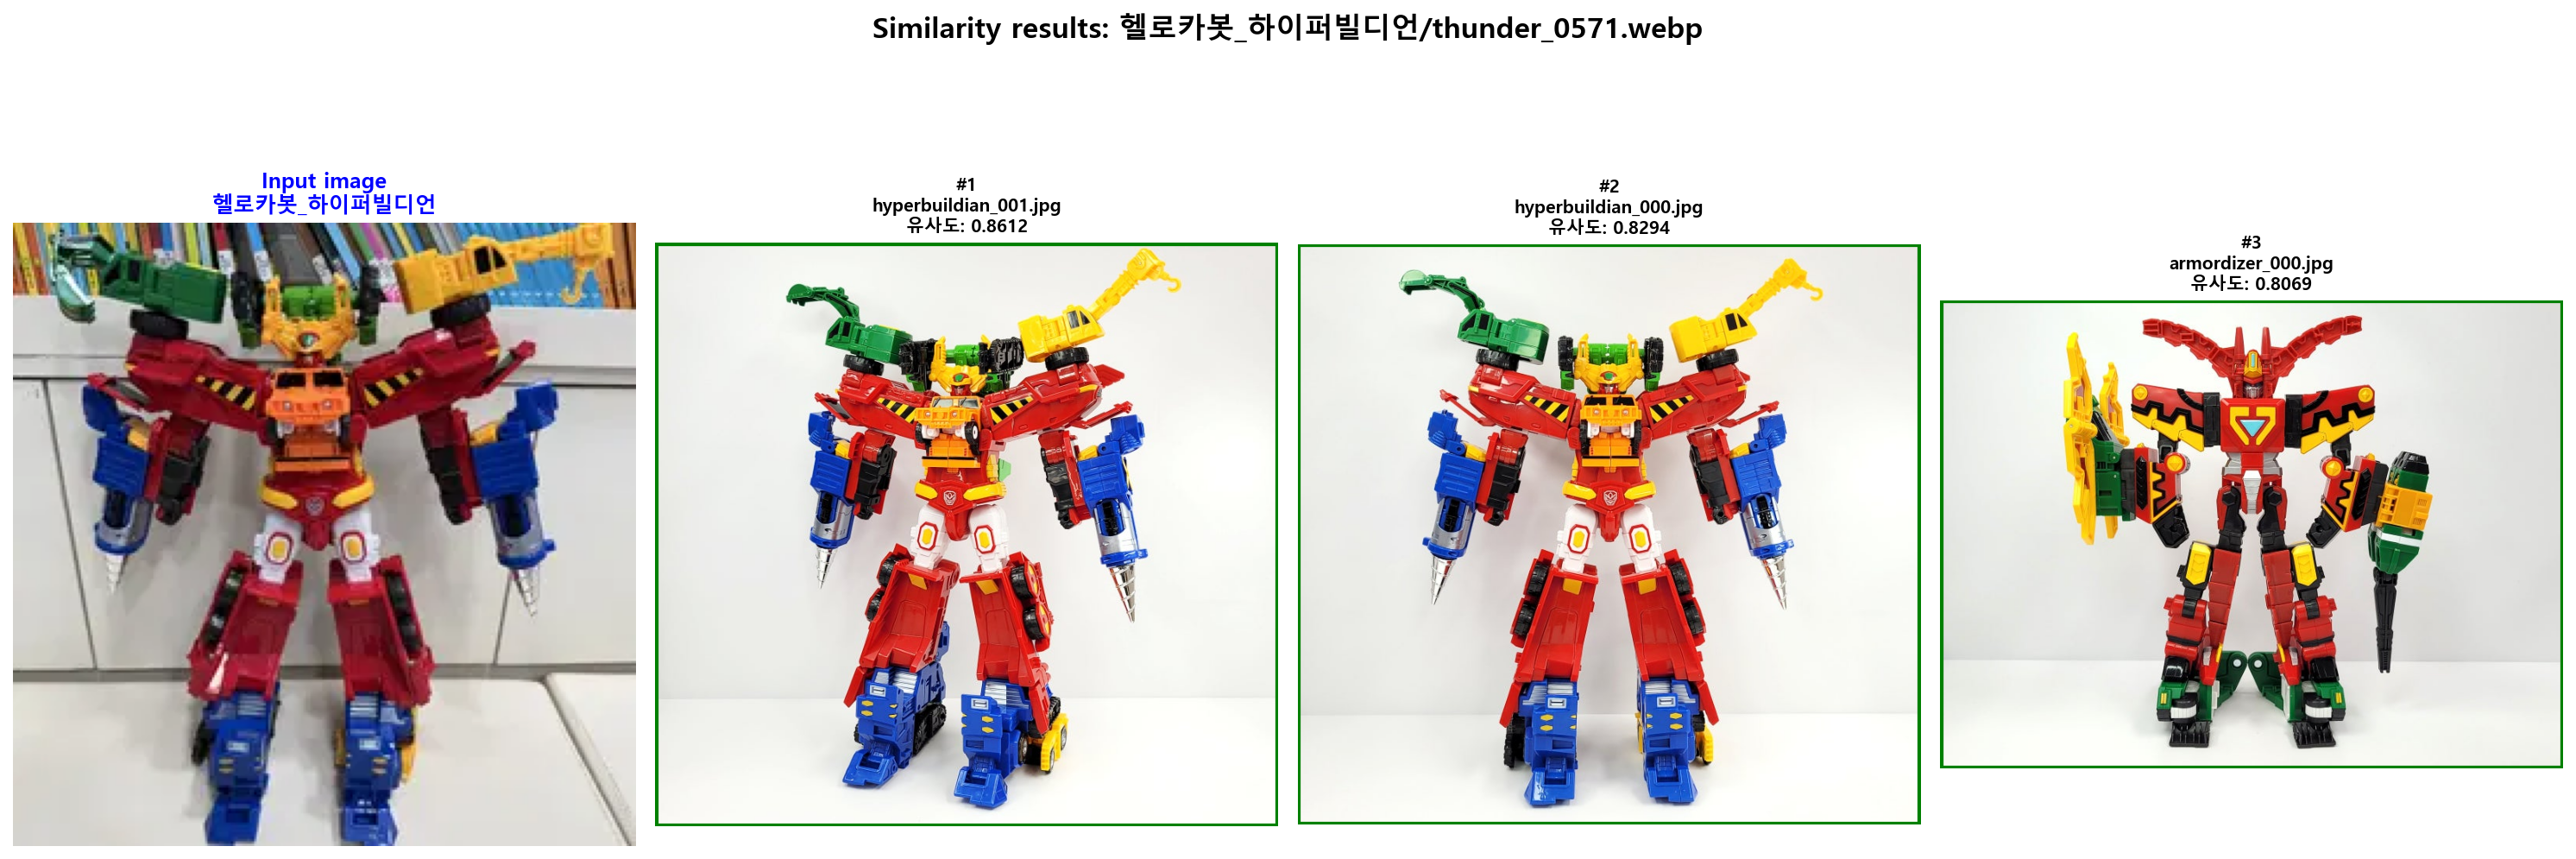 Similarity results: 헬로카봇_하이퍼빌디언/thunder_0571.webp
Input image
헬로카봇_하이퍼빌디언
#1
hyperbuildian_001.jpg
유사도: 0.8612
#2
hyperbuildian_000.jpg
유사도: 0.8294
#3
armordizer_000.jpg
유사도: 0.8069